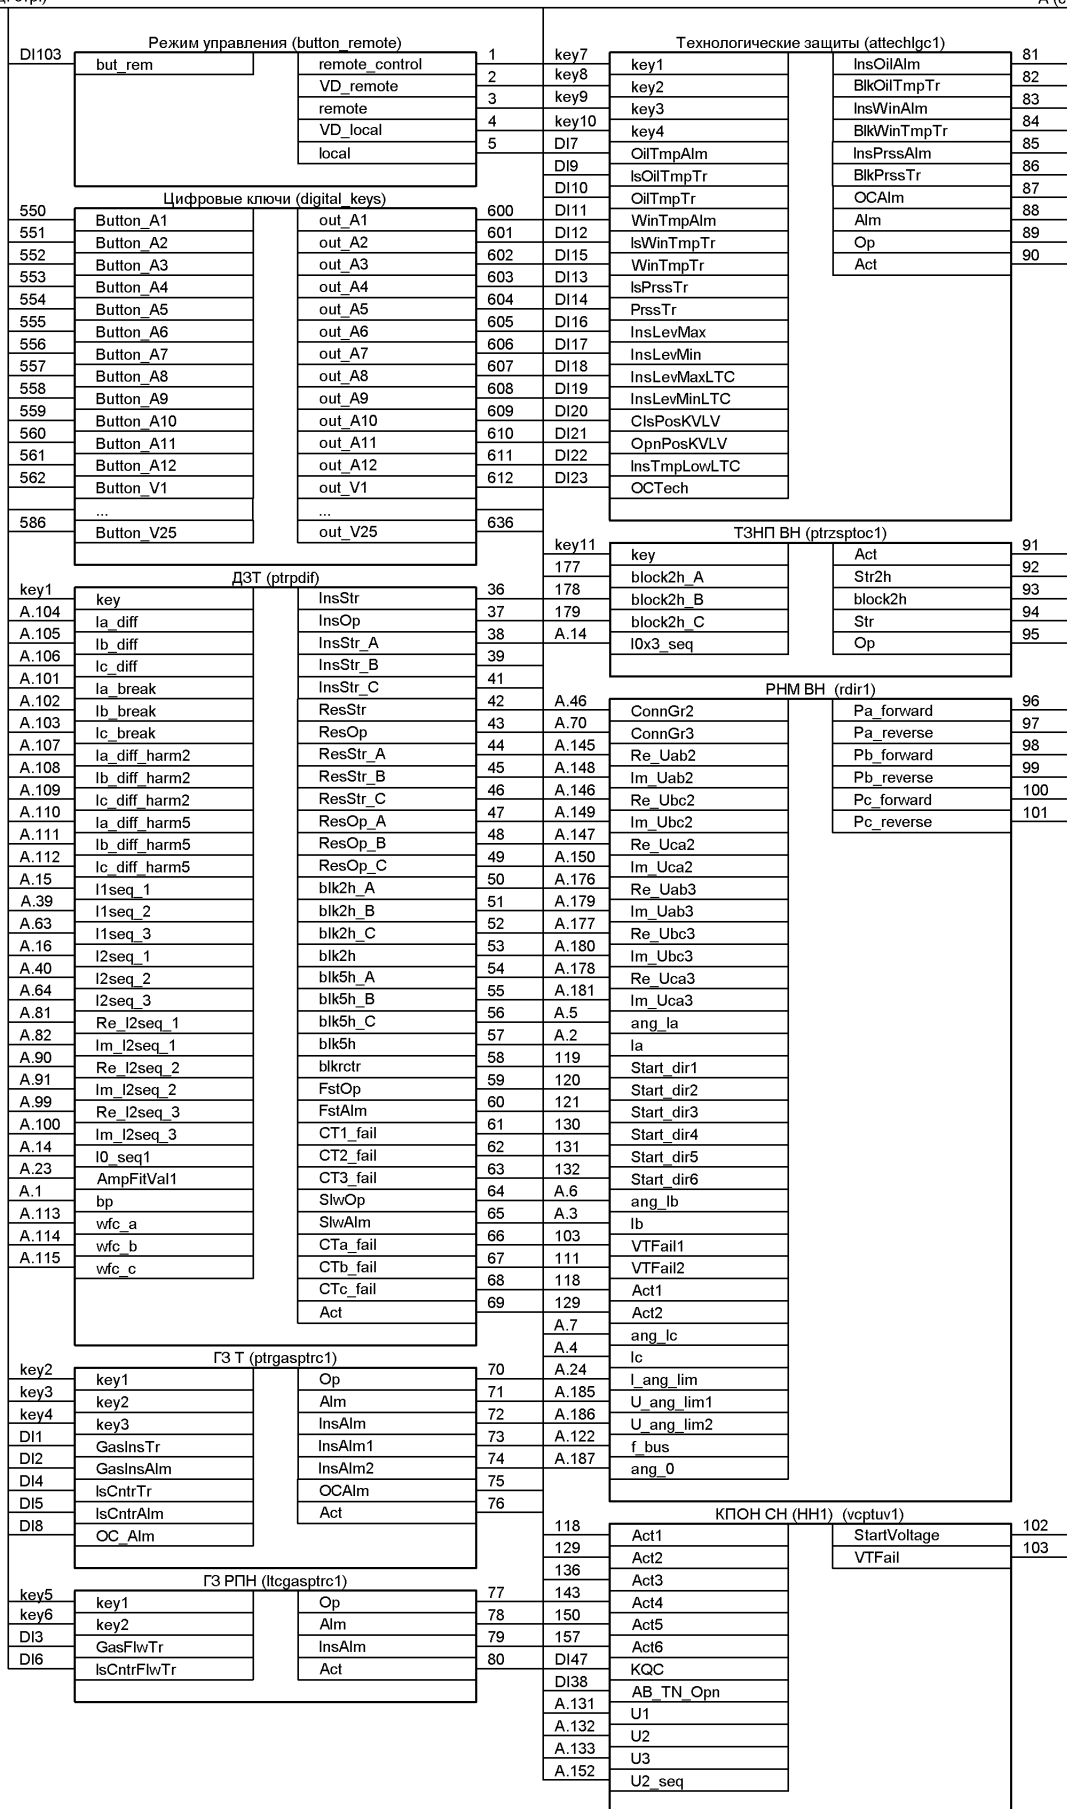 Режим управления (button_remote)
DI103 but_rem remote_control 1
VD_remote 2
remote 3
VD_local 4
local 5
Цифровые ключи (digital_keys)
550 Button_A1 out_A1 600
551 Button_A2 out_A2 601
552 Button_A3 out_A3 602
553 Button_A4 out_A4 603
554 Button_A5 out_A5 604
555 Button_A6 out_A6 605
556 Button_A7 out_A7 606
557 Button_A8 out_A8 607
558 Button_A9 out_A9 608
559 Button_A10 out_A10 609
560 Button_A11 out_A11 610
561 Button_A12 out_A12 611
562 Button_V1 out_V1 612
... ...
586 Button_V25 out_V25 636
ДЗТ (ptrpdif)
key1 key InsStr 36
A.104 Ia_diff InsOp 37
A.105 Ib_diff InsStr_A 38
A.106 Ic_diff InsStr_B 39
A.101 Ia_break InsStr_C 41
A.102 Ib_break ResStr 42
A.103 Ic_break ResOp 43
A.107 Ia_diff_harm2 ResStr_A 44
A.108 Ib_diff_harm2 ResStr_B 45
A.109 Ic_diff_harm2 ResStr_C 46
A.110 Ia_diff_harm5 ResOp_A 47
A.111 Ib_diff_harm5 ResOp_B 48
A.112 Ic_diff_harm5 ResOp_C 49
A.15 I1seq_1 blk2h_A 50
A.39 I1seq_2 blk2h_B 51
A.63 I1seq_3 blk2h_C 52
A.16 I2seq_1 blk2h 53
A.40 I2seq_2 blk5h_A 54
A.64 I2seq_3 blk5h_B 55
A.81 Re_I2seq_1 blk5h_C 56
A.82 Im_I2seq_1 blk5h 57
A.90 Re_I2seq_2 blkrctr 58
A.91 Im_I2seq_2 FstOp 59
A.99 Re_I2seq_3 FstAlm 60
A.100 Im_I2seq_3 CT1_fail 61
A.14 I0_seq1 CT2_fail 62
A.23 AmpFitVal1 CT3_fail 63
A.1 bp SlwOp 64
A.113 wfc_a SlwAlm 65
A.114 wfc_b CTa_fail 66
A.115 wfc_c CTb_fail 67
CTc_fail 68
Act 69
ГЗ Т (ptrgasptrc1)
key2 key1 Op 70
key3 key2 Alm 71
key4 key3 InsAlm 72
DI1 GasInsTr InsAlm1 73
DI2 GasInsAlm InsAlm2 74
DI4 IsCntrTr OCAlm 75
DI5 IsCntrAlm Act 76
DI8 OC_Alm
ГЗ РПН (ltcgasptrc1)
key5 key1 Op 77
key6 key2 Alm 78
DI3 GasFlwTr InsAlm 79
DI6 IsCntrFlwTr Act 80
Технологические защиты (attechlgc1)
key7 key1 InsOilAlm 81
key8 key2 BlkOilTmpTr 82
key9 key3 InsWinAlm 83
key10 key4 BlkWinTmpTr 84
DI7 OilTmpAlm InsPrssAlm 85
DI9 IsOilTmpTr BlkPrssTr 86
DI10 OilTmpTr OCAlm 87
DI11 WinTmpAlm Alm 88
DI12 IsWinTmpTr Op 89
DI15 WinTmpTr Act 90
DI13 IsPrssTr
DI14 PrssTr
DI16 InsLevMax
DI17 InsLevMin
DI18 InsLevMaxLTC
DI19 InsLevMinLTC
DI20 ClsPosKVLV
DI21 OpnPosKVLV
DI22 InsTmpLowLTC
DI23 OCTech
ТЗНП ВН (ptrzsptoc1)
key11 key Act 91
177 block2h_A Str2h 92
178 block2h_B block2h 93
179 block2h_C Str 94
A.14 I0x3_seq Op 95
РНМ ВН (rdir1)
A.46 ConnGr2 Pa_forward 96
A.70 ConnGr3 Pa_reverse 97
A.145 Re_Uab2 Pb_forward 98
A.148 Im_Uab2 Pb_reverse 99
A.146 Re_Ubc2 Pc_forward 100
A.149 Im_Ubc2 Pc_reverse 101
A.147 Re_Uca2
A.150 Im_Uca2
A.176 Re_Uab3
A.179 Im_Uab3
A.177 Re_Ubc3
A.180 Im_Ubc3
A.178 Re_Uca3
A.181 Im_Uca3
A.5 ang_Ia
A.2 Ia
119 Start_dir1
120 Start_dir2
121 Start_dir3
130 Start_dir4
131 Start_dir5
132 Start_dir6
A.6 ang_Ib
A.3 Ib
103 VTFail1
111 VTFail2
118 Act1
129 Act2
A.7 ang_Ic
A.4 Ic
A.24 I_ang_lim
A.185 U_ang_lim1
A.186 U_ang_lim2
A.122 f_bus
A.187 ang_0
КПОН СН (НН1) (vcptuv1)
118 Act1 StartVoltage 102
129 Act2 VTFail 103
136 Act3
143 Act4
150 Act5
157 Act6
DI47 KQC
DI38 AB_TN_Opn
A.131 U1
A.132 U2
A.133 U3
A.152 U2_seq